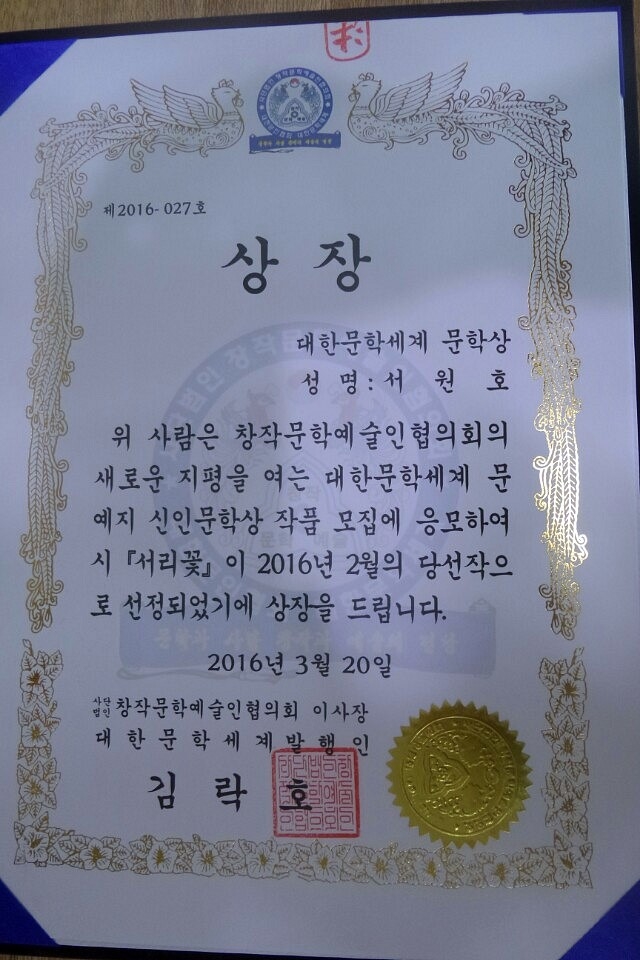 제2016- 027호
상 장
대한문학세계 문학상
성 명 : 서 원 호
위 사람은 창작문학예술인협의회의
새로운 지평을 여는 대한문학세계 문
예지 신인문학상 작품 모집에 응모하여
시 『서리꽃』이 2016년 2월의 당선작으
로 선정되었기에 상장을 드립니다.
2016년 3월 20일
사단법인 창작문학예술인협의회 이사장
대 한 문 학 세 계 발 행 인
김 락 호